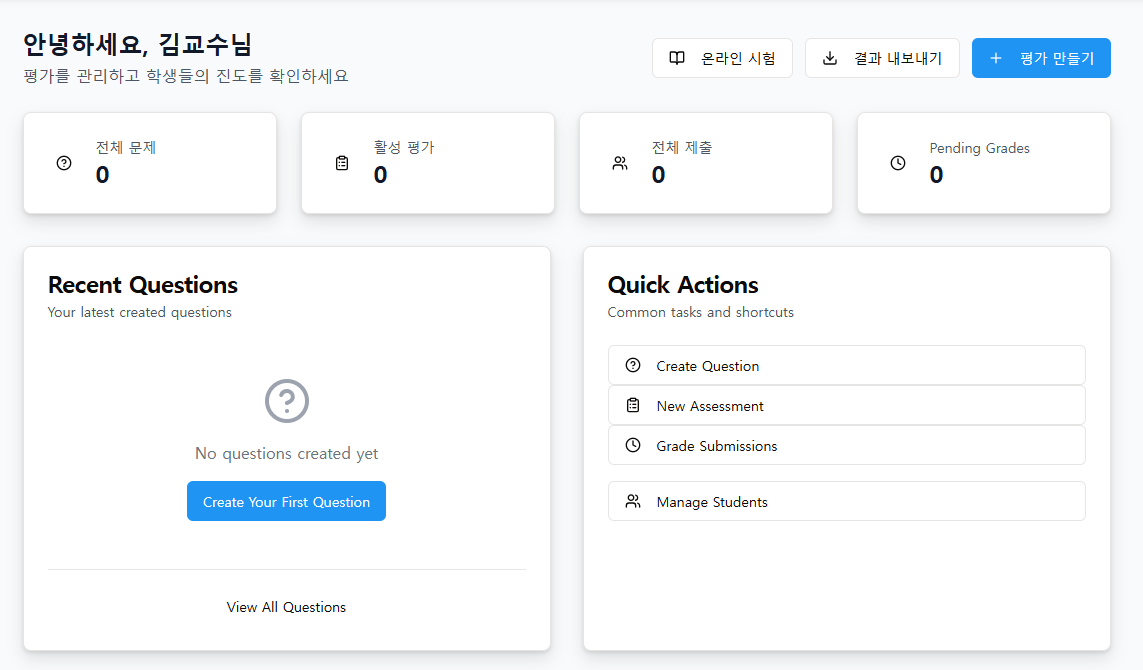 안녕하세요, 김교수님
평가를 관리하고 학생들의 진도를 확인하세요
온라인 시험
결과 내보내기
평가 만들기
전체 문제
0
활성 평가
0
전체 제출
0
Pending Grades
0
Recent Questions
Your latest created questions
No questions created yet
Create Your First Question
View All Questions
Quick Actions
Common tasks and shortcuts
Create Question
New Assessment
Grade Submissions
Manage Students